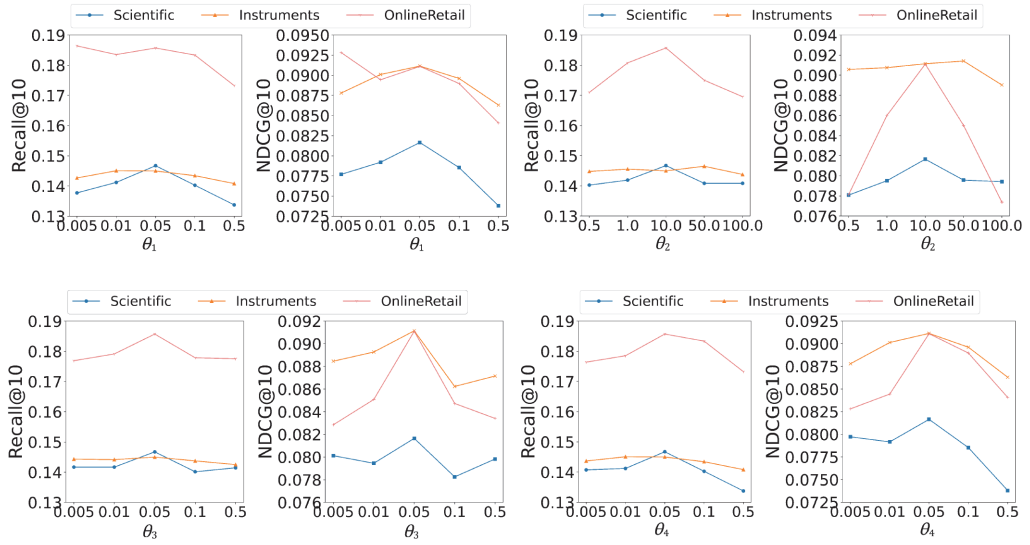 Scientific Instruments OnlineRetail
Recall@10
0.19
0.18
0.17
0.16
0.15
0.14
0.13
0.005 0.01 0.05 0.1 0.5
θ1
NDCG@10
0.0950
0.0925
0.0900
0.0875
0.0850
0.0825
0.0800
0.0775
0.0750
0.0725
0.005 0.01 0.05 0.1 0.5
θ1
Scientific Instruments OnlineRetail
Recall@10
0.19
0.18
0.17
0.16
0.15
0.14
0.13
0.5 1.0 10.0 50.0 100.0
θ2
NDCG@10
0.094
0.092
0.090
0.088
0.086
0.084
0.082
0.080
0.078
0.076
0.5 1.0 10.0 50.0 100.0
θ2
Scientific Instruments OnlineRetail
Recall@10
0.19
0.18
0.17
0.16
0.15
0.14
0.13
0.005 0.01 0.05 0.1 0.5
θ3
NDCG@10
0.092
0.090
0.088
0.086
0.084
0.082
0.080
0.078
0.076
0.005 0.01 0.05 0.1 0.5
θ3
Scientific Instruments OnlineRetail
Recall@10
0.19
0.18
0.17
0.16
0.15
0.14
0.13
0.005 0.01 0.05 0.1 0.5
θ4
NDCG@10
0.0925
0.0900
0.0875
0.0850
0.0825
0.0800
0.0775
0.0750
0.0725
0.005 0.01 0.05 0.1 0.5
θ4